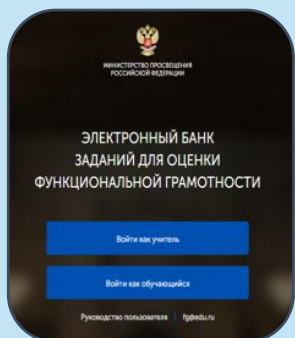 МИНИСТЕРСТВО ПРОСВЕЩЕНИЯ
РОССИЙСКОЙ ФЕДЕРАЦИИ
ЭЛЕКТРОННЫЙ БАНК
ЗАДАНИЙ ДЛЯ ОЦЕНКИ
ФУНКЦИОНАЛЬНОЙ ГРАМОТНОСТИ
Войти как учитель
Войти как обучающийся
Руководство пользователя | fg@edu.ru